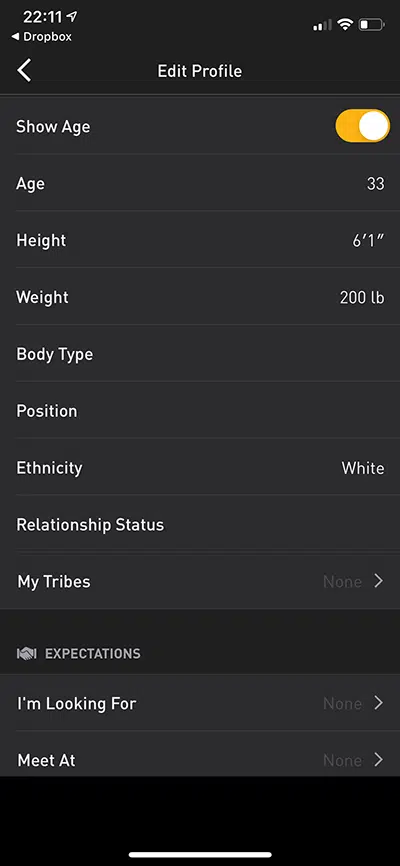 22:11
Dropbox
Edit Profile
Show Age
Age 33
Height 6′1″
Weight 200 lb
Body Type
Position
Ethnicity White
Relationship Status
My Tribes None
EXPECTATIONS
I'm Looking For None
Meet At None